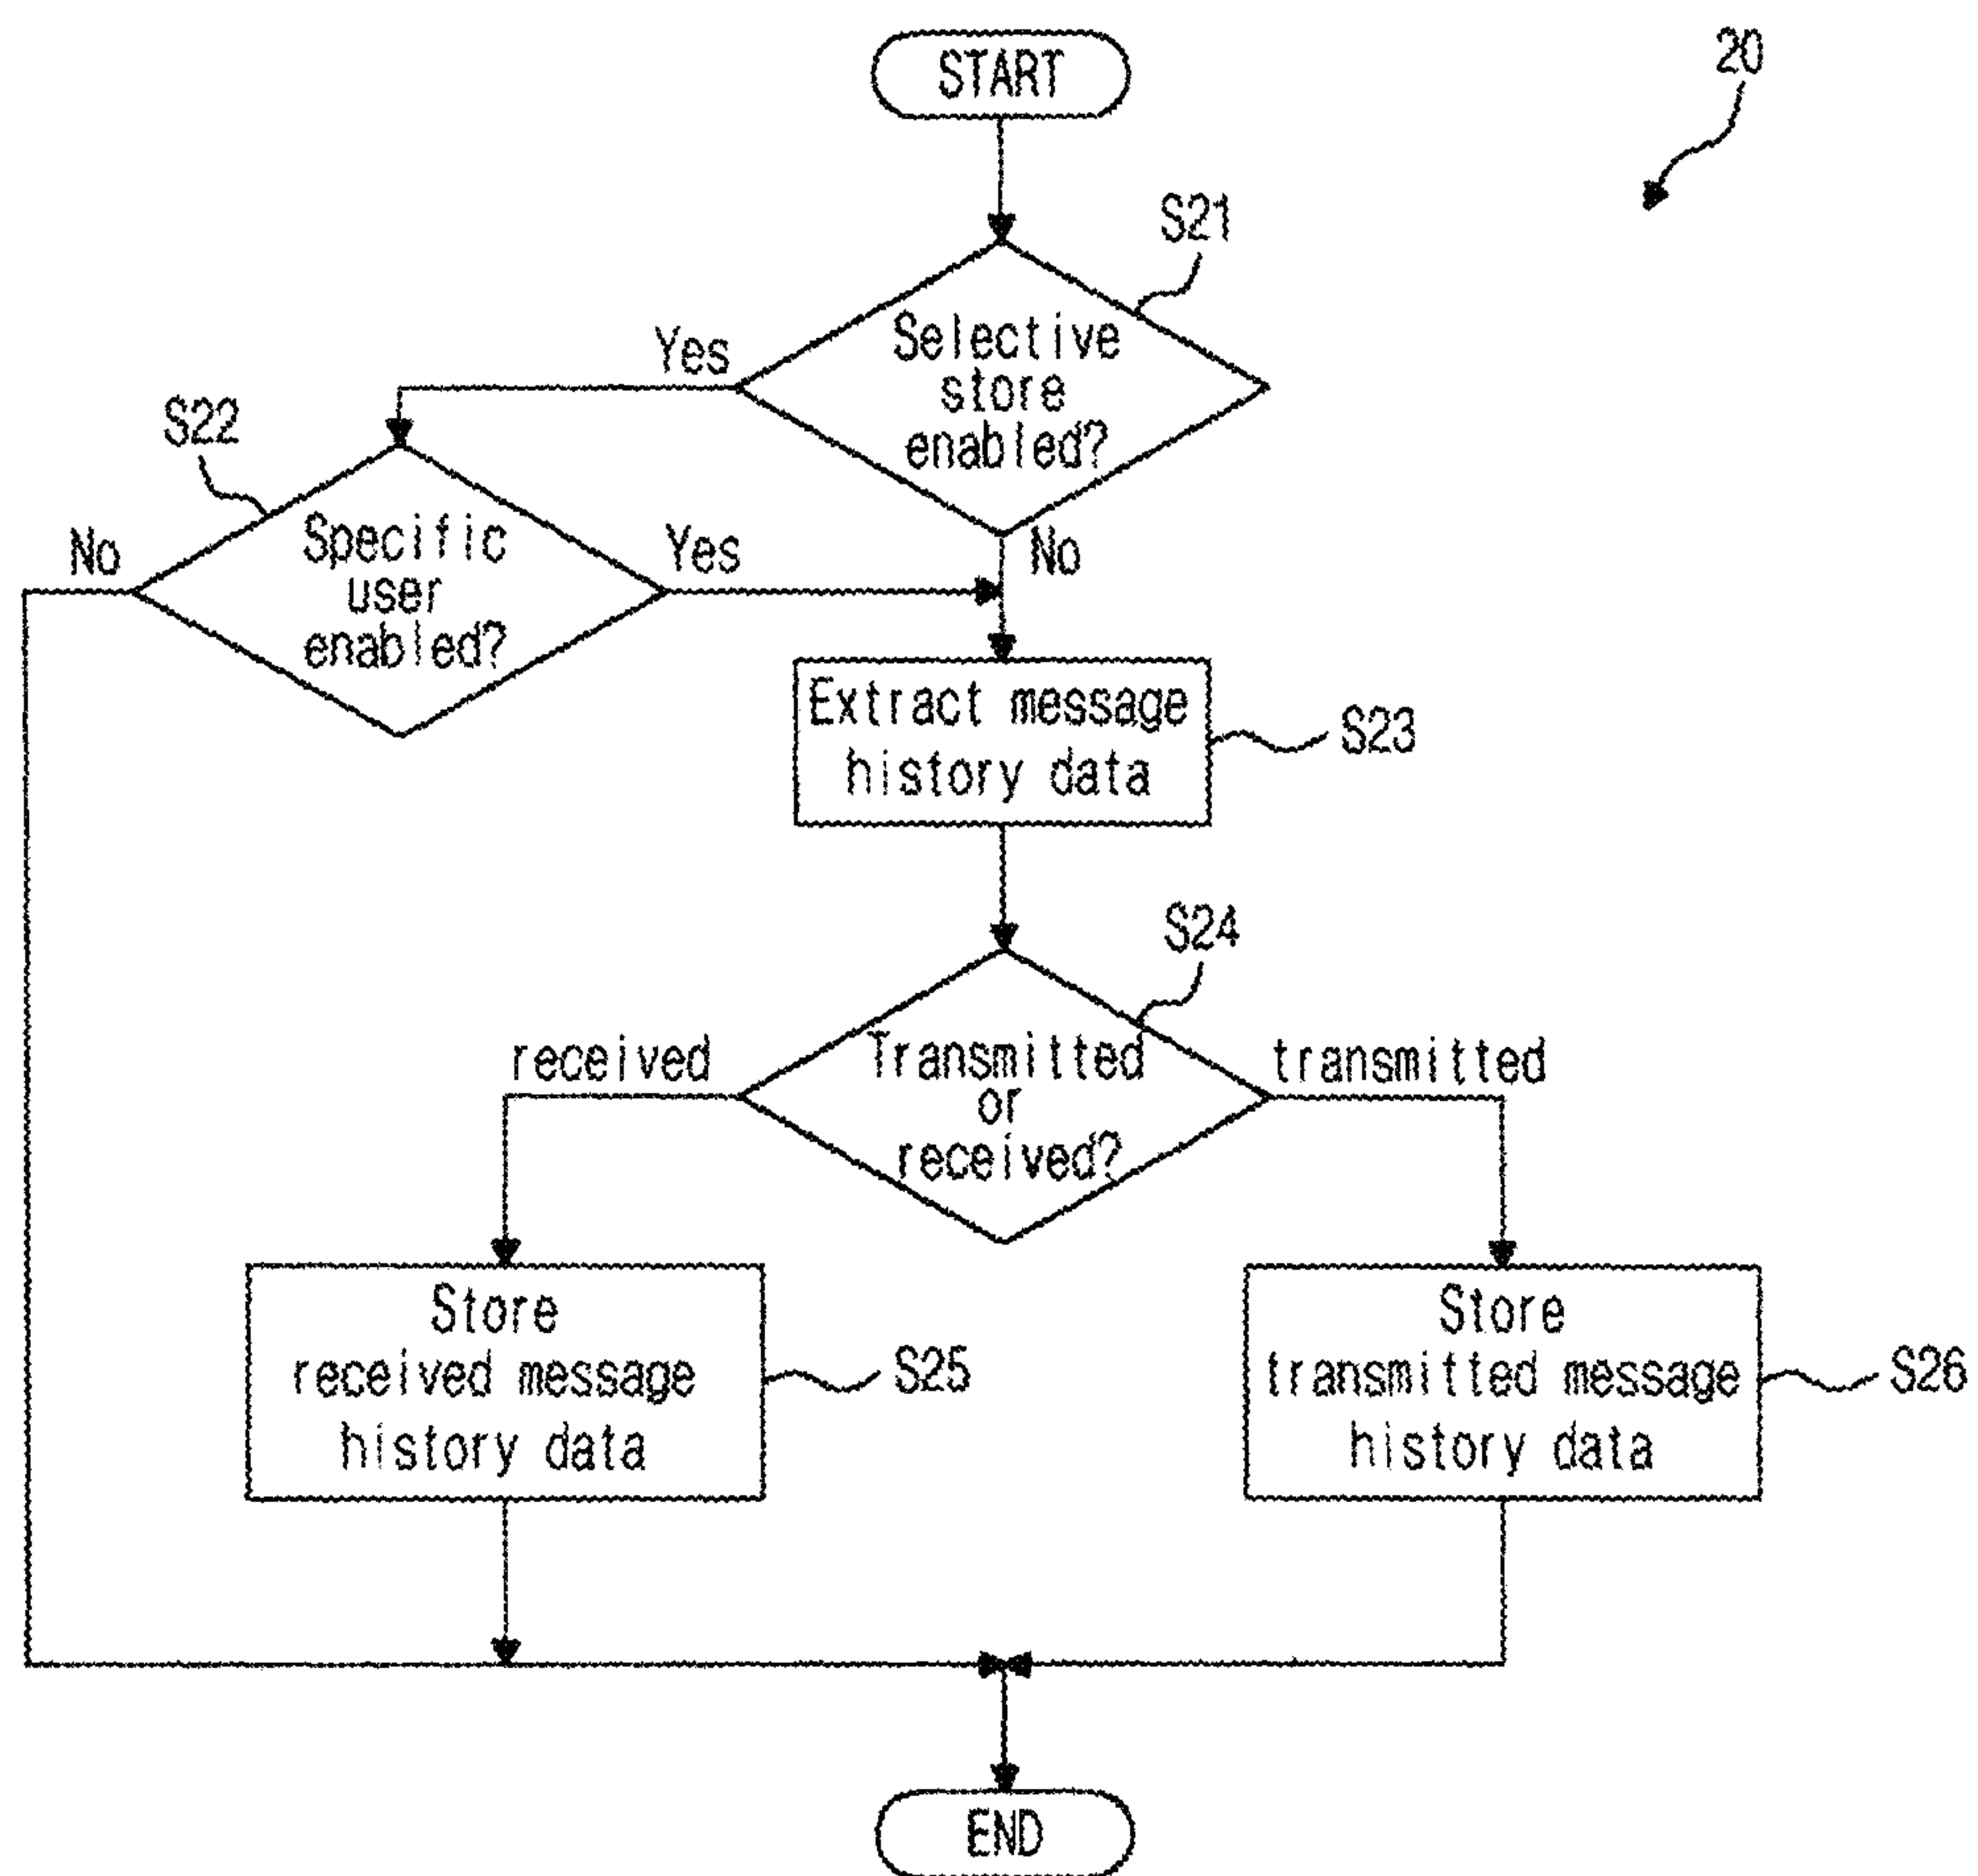 START
20
S21
Selective
store
enabled?
Yes
No
S22
Specific
user
enabled?
No
Yes
Extract message
history data
S23
S24
Transmitted
or
received?
received
transmitted
Store
received message
history data
S25
Store
transmitted message
history data
S26
END